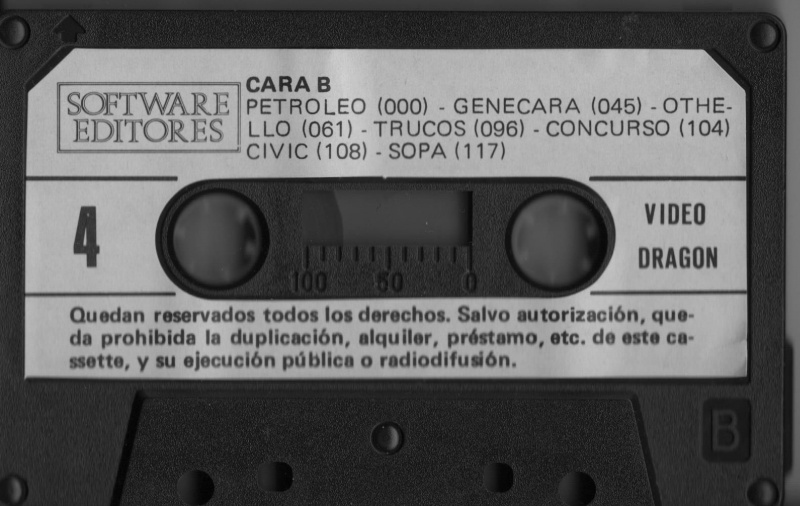 SOFTWARE
EDITORES
CARA B
PETROLEO (000) - GENECARA (045) - OTHE-
LLO (061) - TRUCOS (096) - CONCURSO (104)
CIVIC (108) - SOPA (117)
4
VIDEO
DRAGON
100 50 0
Quedan reservados todos los derechos. Salvo autorización, que-
da prohibida la duplicación, alquiler, préstamo, etc. de este ca-
ssette, y su ejecución pública o radiodifusión.
B